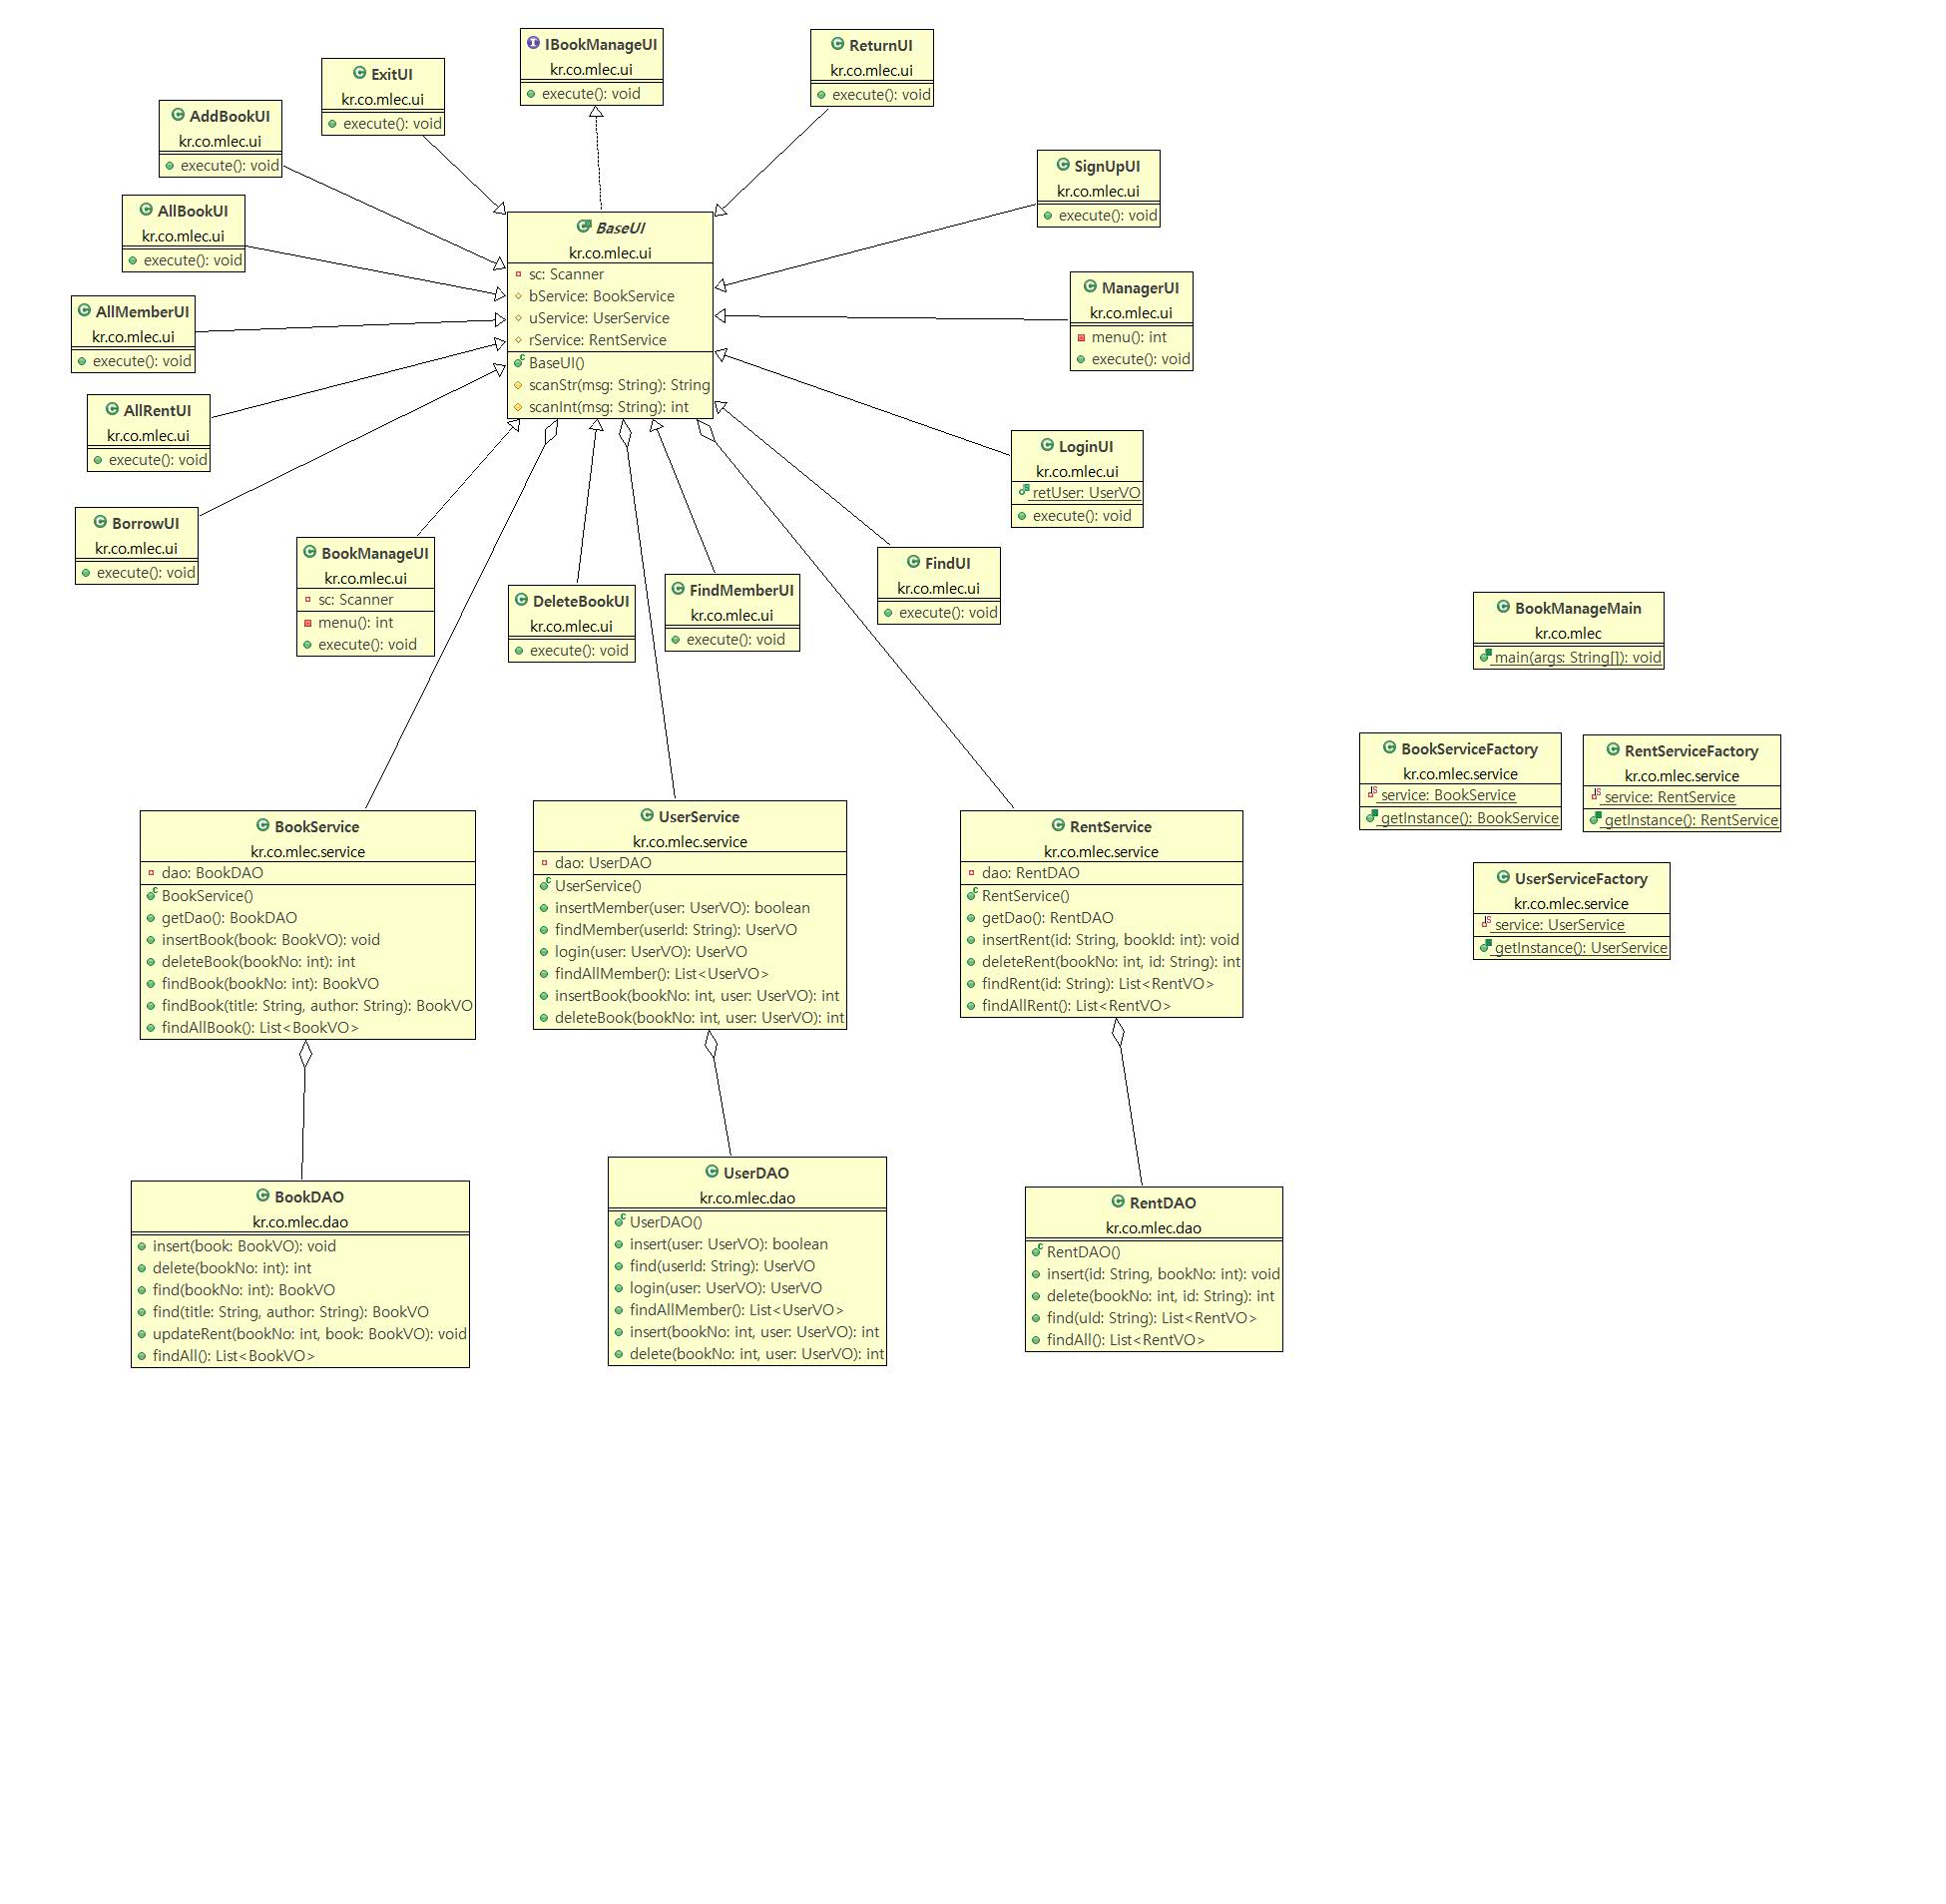 IBookManageUI
kr.co.mlec.ui
execute(): void
ReturnUI
kr.co.mlec.ui
execute(): void
ExitUI
kr.co.mlec.ui
execute(): void
AddBookUI
kr.co.mlec.ui
execute(): void
SignUpUI
kr.co.mlec.ui
execute(): void
AllBookUI
kr.co.mlec.ui
execute(): void
BaseUI
kr.co.mlec.ui
sc: Scanner
bService: BookService
uService: UserService
rService: RentService
BaseUI()
scanStr(msg: String): String
scanInt(msg: String): int
ManagerUI
kr.co.mlec.ui
menu(): int
execute(): void
AllMemberUI
kr.co.mlec.ui
execute(): void
AllRentUI
kr.co.mlec.ui
execute(): void
LoginUI
kr.co.mlec.ui
retUser: UserVO
execute(): void
BorrowUI
kr.co.mlec.ui
execute(): void
BookManageUI
kr.co.mlec.ui
sc: Scanner
menu(): int
execute(): void
DeleteBookUI
kr.co.mlec.ui
execute(): void
FindMemberUI
kr.co.mlec.ui
execute(): void
FindUI
kr.co.mlec.ui
execute(): void
BookManageMain
kr.co.mlec
main(args: String[]): void
BookServiceFactory
kr.co.mlec.service
service: BookService
getInstance(): BookService
RentServiceFactory
kr.co.mlec.service
service: RentService
getInstance(): RentService
UserServiceFactory
kr.co.mlec.service
service: UserService
getInstance(): UserService
BookService
kr.co.mlec.service
dao: BookDAO
BookService()
getDao(): BookDAO
insertBook(book: BookVO): void
deleteBook(bookNo: int): int
findBook(bookNo: int): BookVO
findBook(title: String, author: String): BookVO
findAllBook(): List<BookVO>
UserService
kr.co.mlec.service
dao: UserDAO
UserService()
insertMember(user: UserVO): boolean
findMember(userId: String): UserVO
login(user: UserVO): UserVO
findAllMember(): List<UserVO>
insertBook(bookNo: int, user: UserVO): int
deleteBook(bookNo: int, user: UserVO): int
RentService
kr.co.mlec.service
dao: RentDAO
RentService()
getDao(): RentDAO
insertRent(id: String, bookId: int): void
deleteRent(bookNo: int, id: String): int
findRent(id: String): List<RentVO>
findAllRent(): List<RentVO>
BookDAO
kr.co.mlec.dao
insert(book: BookVO): void
delete(bookNo: int): int
find(bookNo: int): BookVO
find(title: String, author: String): BookVO
updateRent(bookNo: int, book: BookVO): void
findAll(): List<BookVO>
UserDAO
kr.co.mlec.dao
UserDAO()
insert(user: UserVO): boolean
find(userId: String): UserVO
login(user: UserVO): UserVO
findAllMember(): List<UserVO>
insert(bookNo: int, user: UserVO): int
delete(bookNo: int, user: UserVO): int
RentDAO
kr.co.mlec.dao
RentDAO()
insert(id: String, bookNo: int): void
delete(bookNo: int, id: String): int
find(uId: String): List<RentVO>
findAll(): List<RentVO>